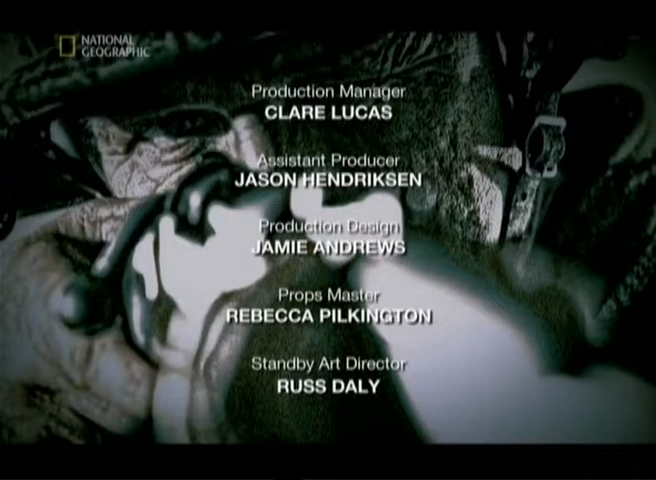 NATIONAL
GEOGRAPHIC
Production Manager
CLARE LUCAS
Assistant Producer
JASON HENDRIKSEN
Production Design
JAMIE ANDREWS
Props Master
REBECCA PILKINGTON
Standby Art Director
RUSS DALY